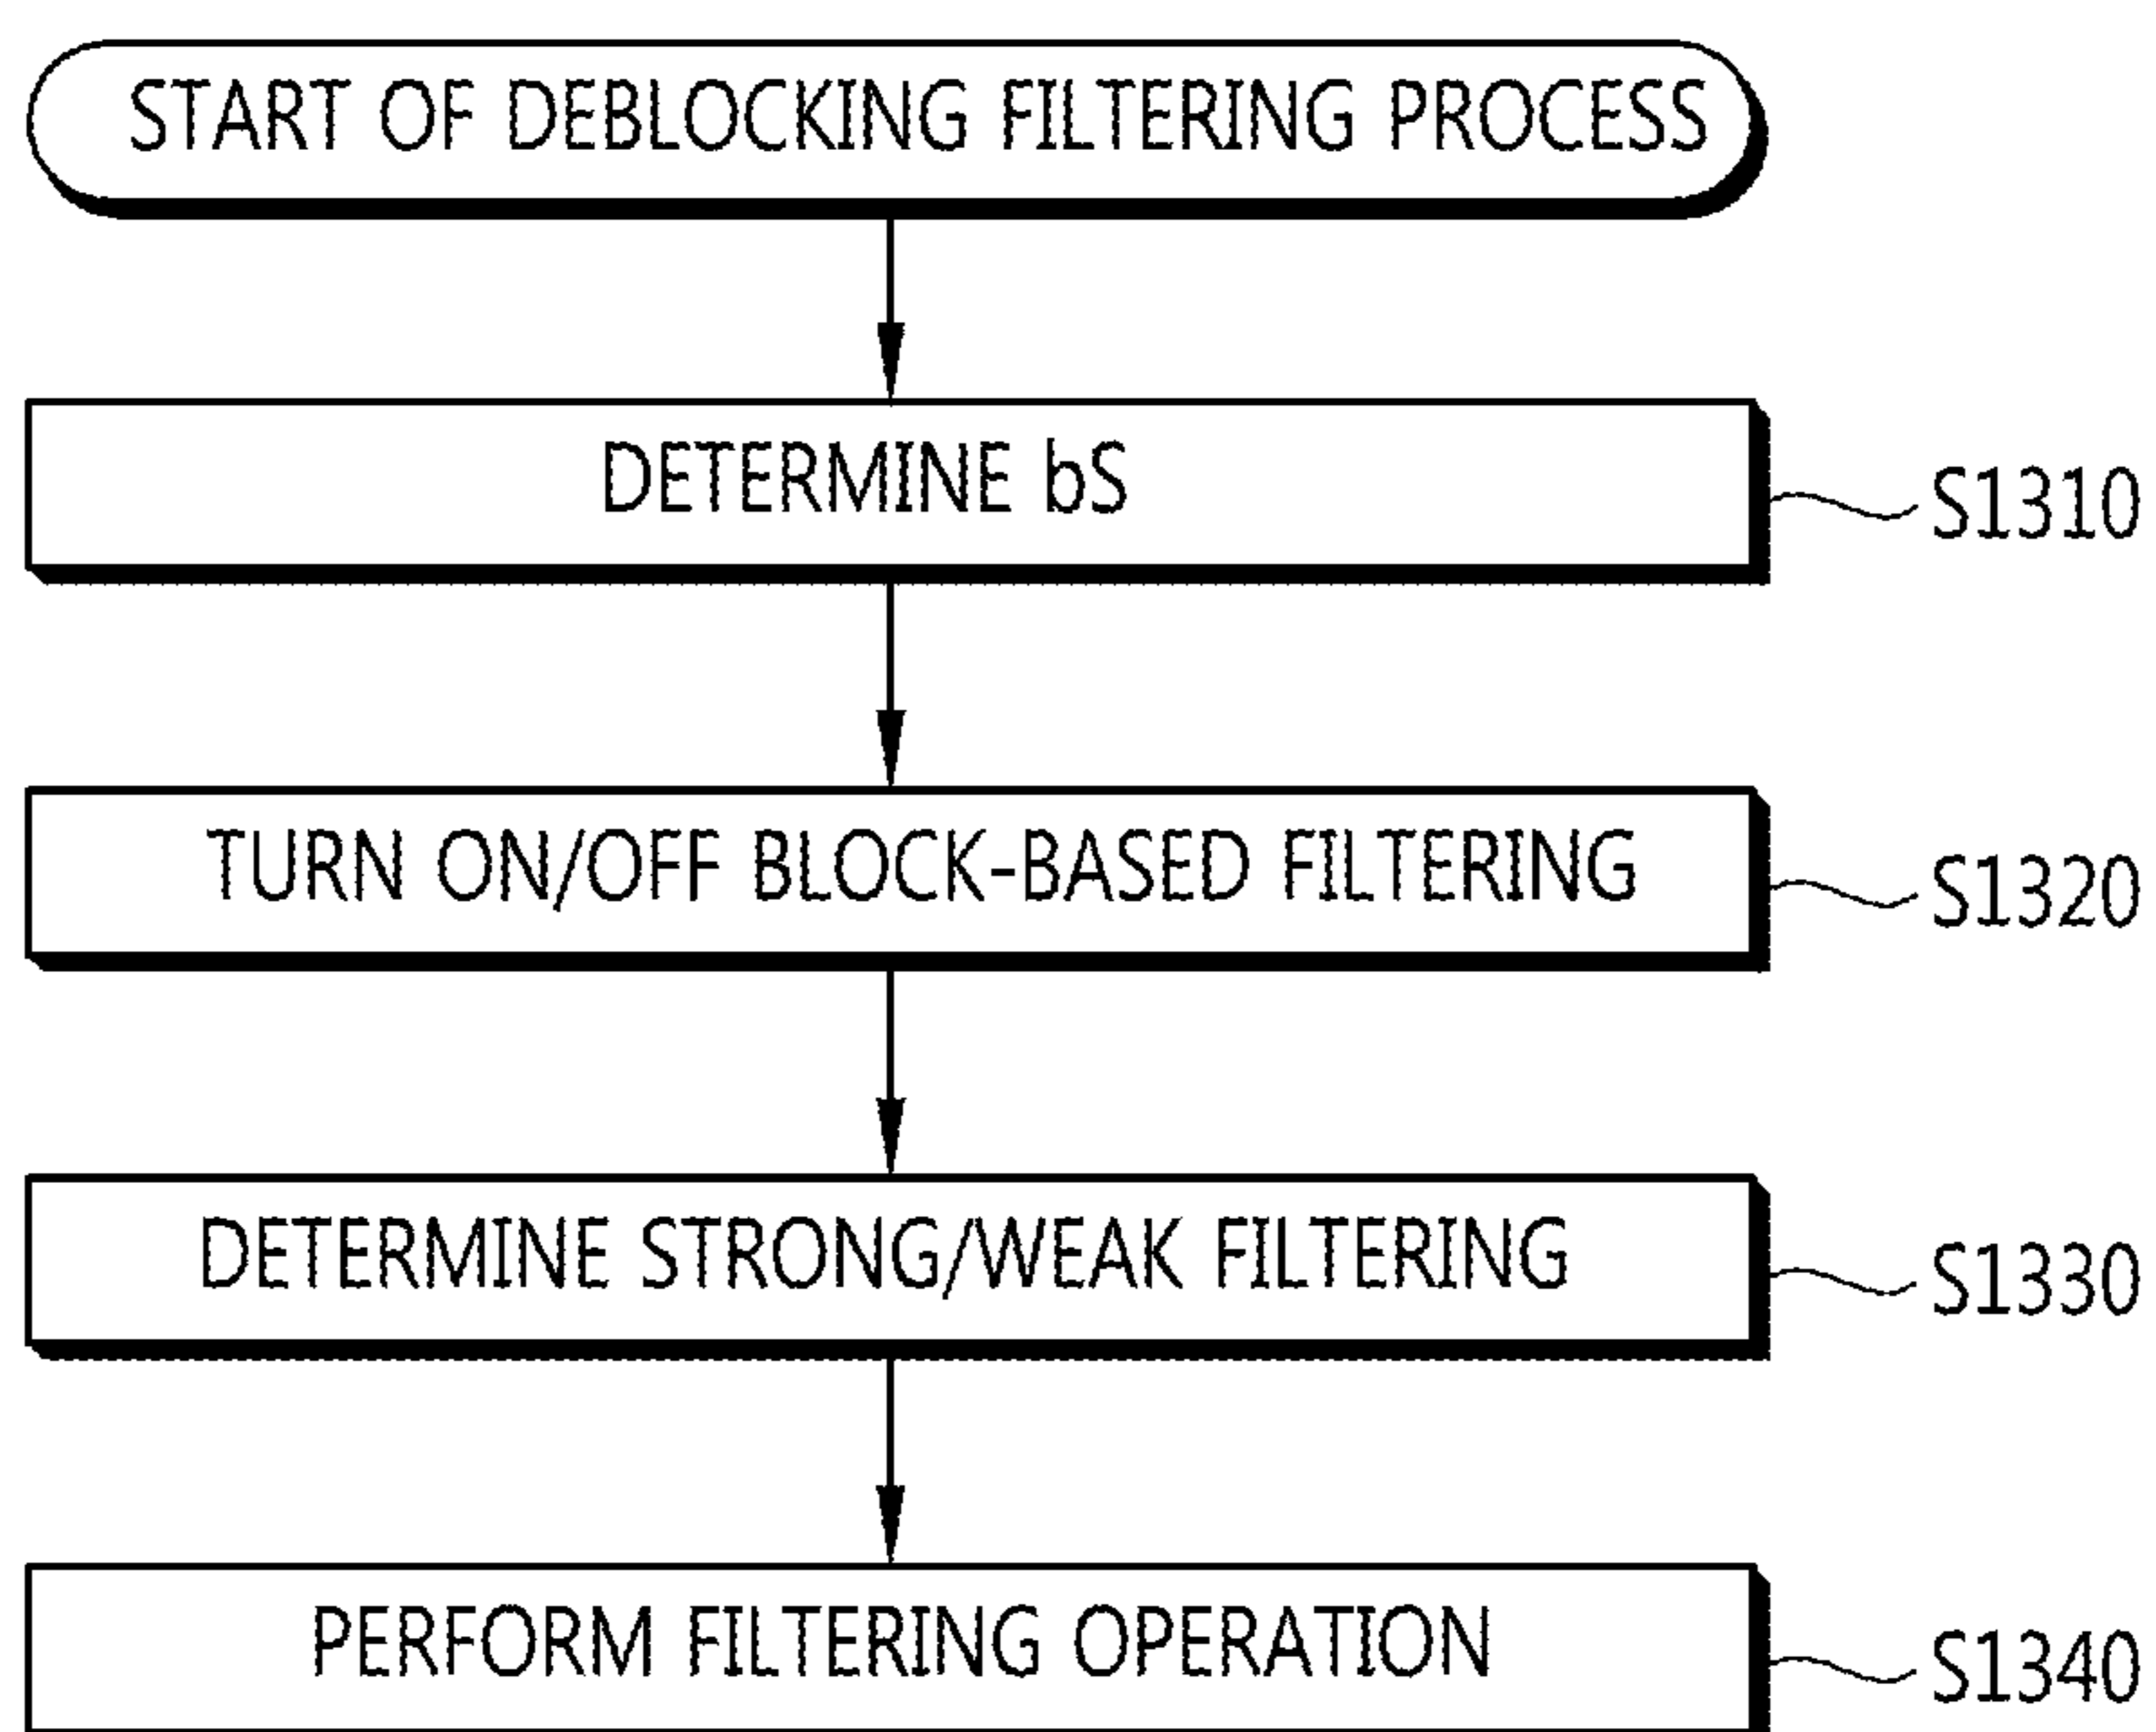 START OF DEBLOCKING FILTERING PROCESS
DETERMINE bS
S1310
TURN ON/OFF BLOCK-BASED FILTERING
S1320
DETERMINE STRONG/WEAK FILTERING
S1330
PERFORM FILTERING OPERATION
S1340